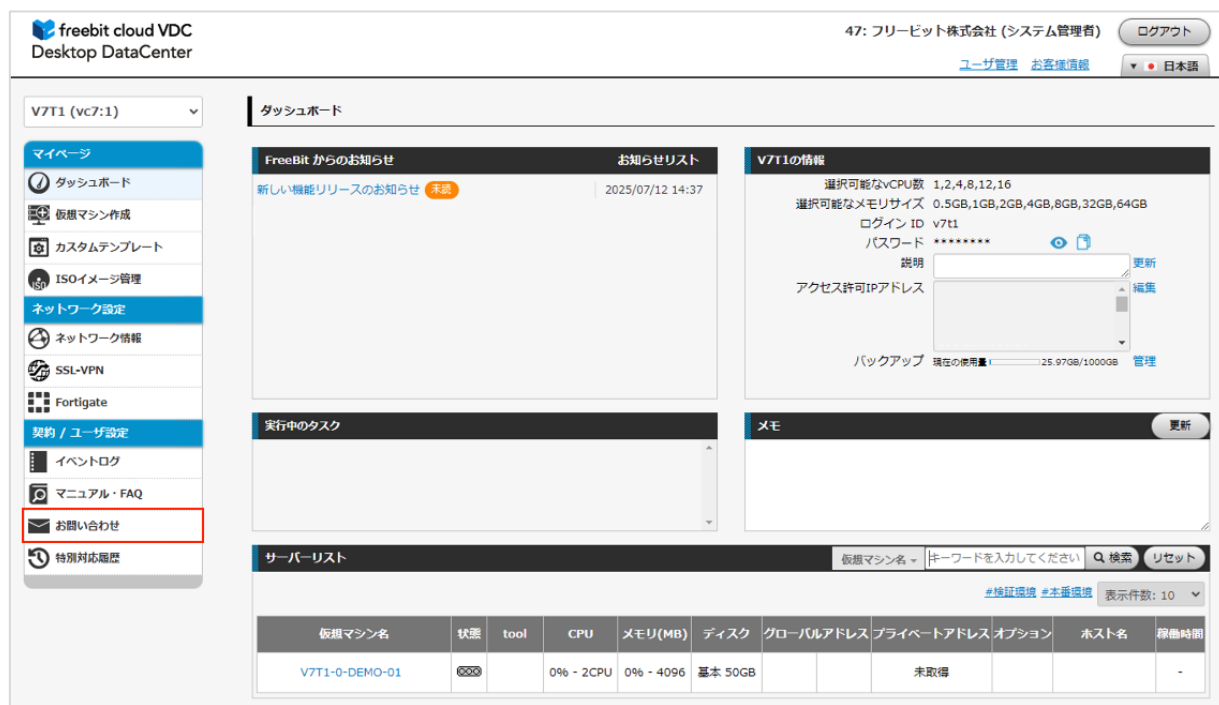 freebit cloud VDC
Desktop DataCenter
47: フリービット株式会社 (システム管理者)
ログアウト
ユーザ管理 お客様情報
▼ 日本語
V7T1 (vc7:1)
マイページ
ダッシュボード
仮想マシン作成
カスタムテンプレート
ISO
ISOイメージ管理
ネットワーク設定
ネットワーク情報
SSL-VPN
Fortigate
契約 / ユーザ設定
イベントログ
マニュアル・FAQ
お問い合わせ
特別対応履歴
ダッシュボード
FreeBit からのお知らせ お知らせリスト
新しい機能リリースのお知らせ 未読 2025/07/12 14:37
V7T1の情報
選択可能なvCPU数 1,2,4,8,12,16
選択可能なメモリサイズ 0.5GB,1GB,2GB,4GB,8GB,32GB,64GB
ログイン ID v7t1
パスワード ********
説明 更新
アクセス許可IPアドレス 編集
バックアップ 現在の使用量 25.97GB/1000GB 管理
実行中のタスク
メモ 更新
サーバーリスト 仮想マシン名 キーワードを入力してください 検索 リセット
#検証環境 #本番環境 表示件数: 10
仮想マシン名 状態 tool CPU メモリ(MB) ディスク グローバルアドレス プライベートアドレス オプション ホスト名 稼働時間
V7T1-0-DEMO-01 0% - 2CPU 0% - 4096 基本 50GB 未取得 -